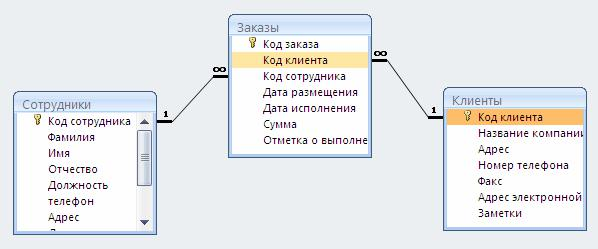 Заказы
Код заказа
Код клиента
Код сотрудника
Дата размещения
Дата исполнения
Сумма
Отметка о выполне
∞
∞
1
1
Сотрудники
Код сотрудника
Фамилия
Имя
Отчество
Должность
телефон
Адрес
Клиенты
Код клиента
Название компании
Адрес
Номер телефона
Факс
Адрес электронной
Заметки